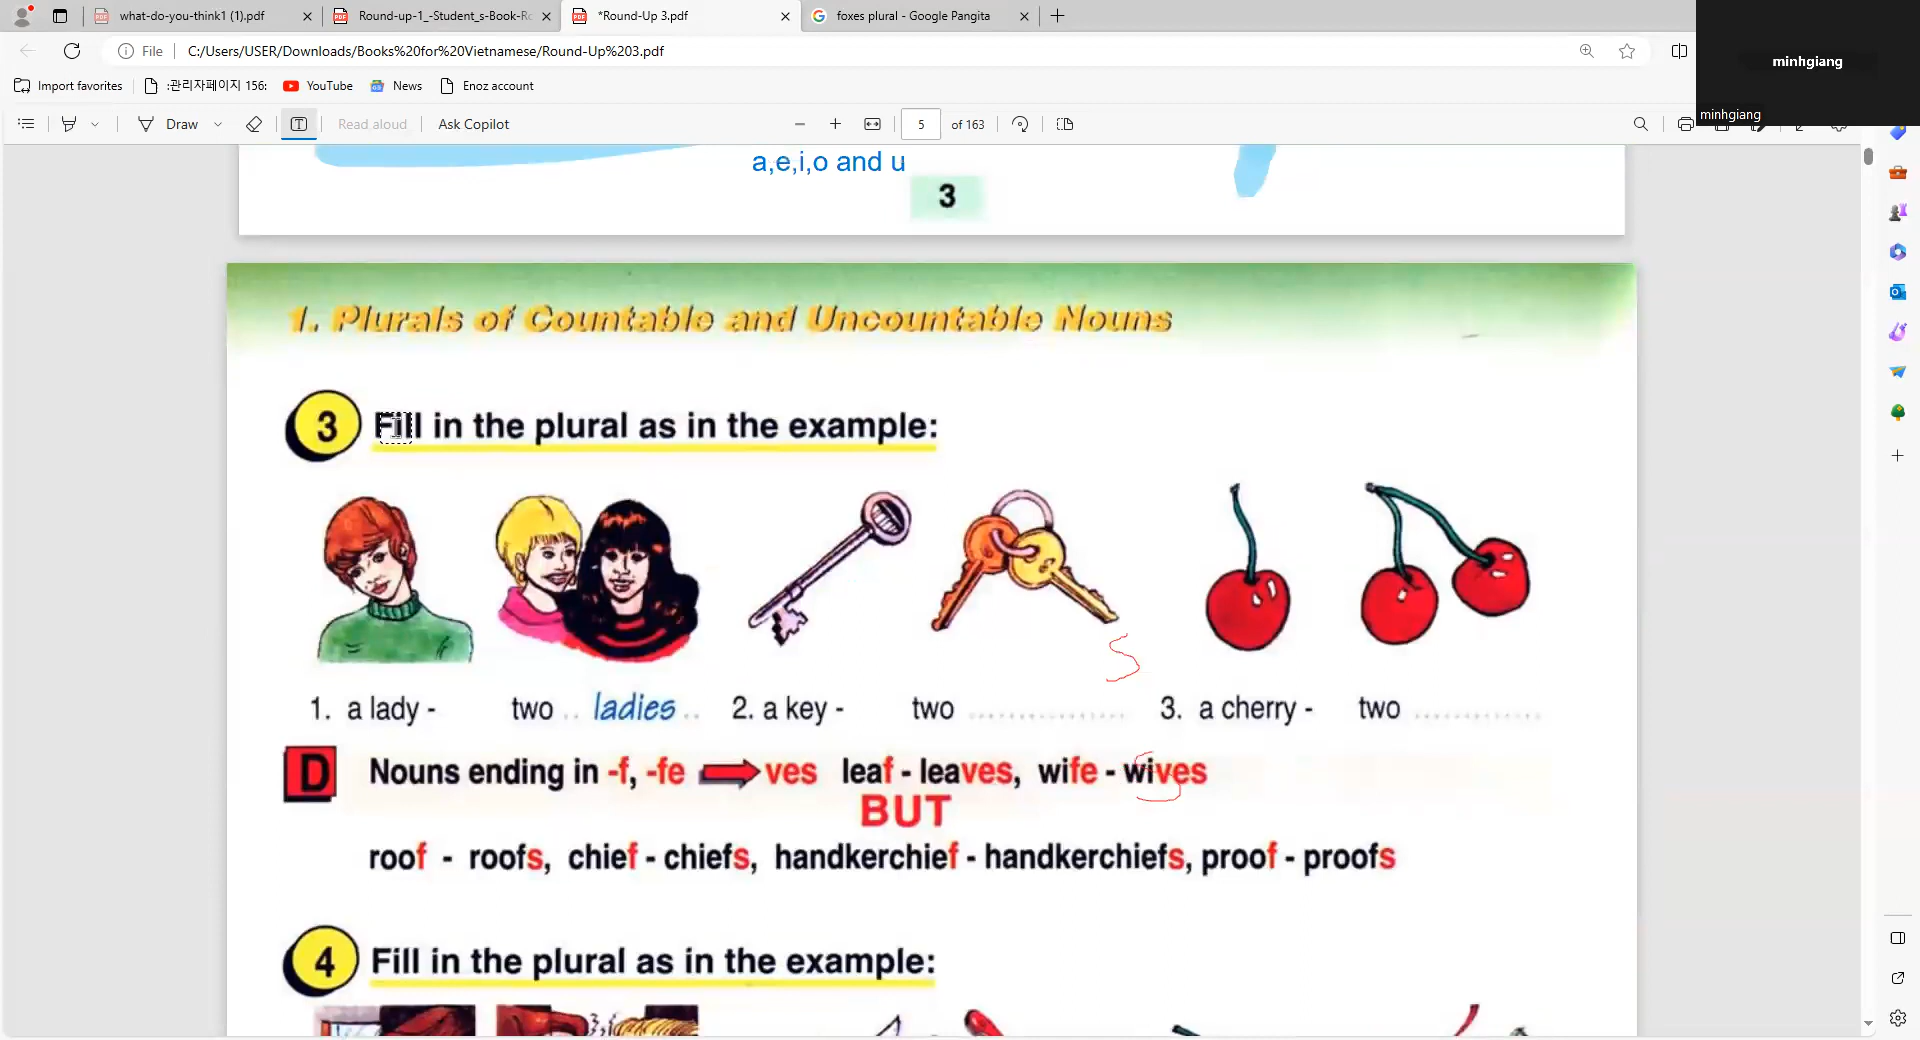 what-do-you-think1 (1).pdf
Round-up-1_-Student_s-Book-Ro
*Round-Up 3.pdf
foxes plural - Google Pangita
File C:/Users/USER/Downloads/Books%20for%20Vietnamese/Round-Up%203.pdf
Import favorites :관리자페이지 156: YouTube News Enoz account
Draw Read aloud Ask Copilot 5 of 163
minhgiang
minhgiang
a,e,i,o and u
3
1. Plurals of Countable and Uncountable Nouns
3 Fill in the plural as in the example:
S
1. a lady - two .. ladies .. 2. a key - two ............... 3. a cherry - two ............
D Nouns ending in -f, -fe ves leaf - leaves, wife - wives
BUT
roof - roofs, chief - chiefs, handkerchief - handkerchiefs, proof - proofs
4 Fill in the plural as in the example: